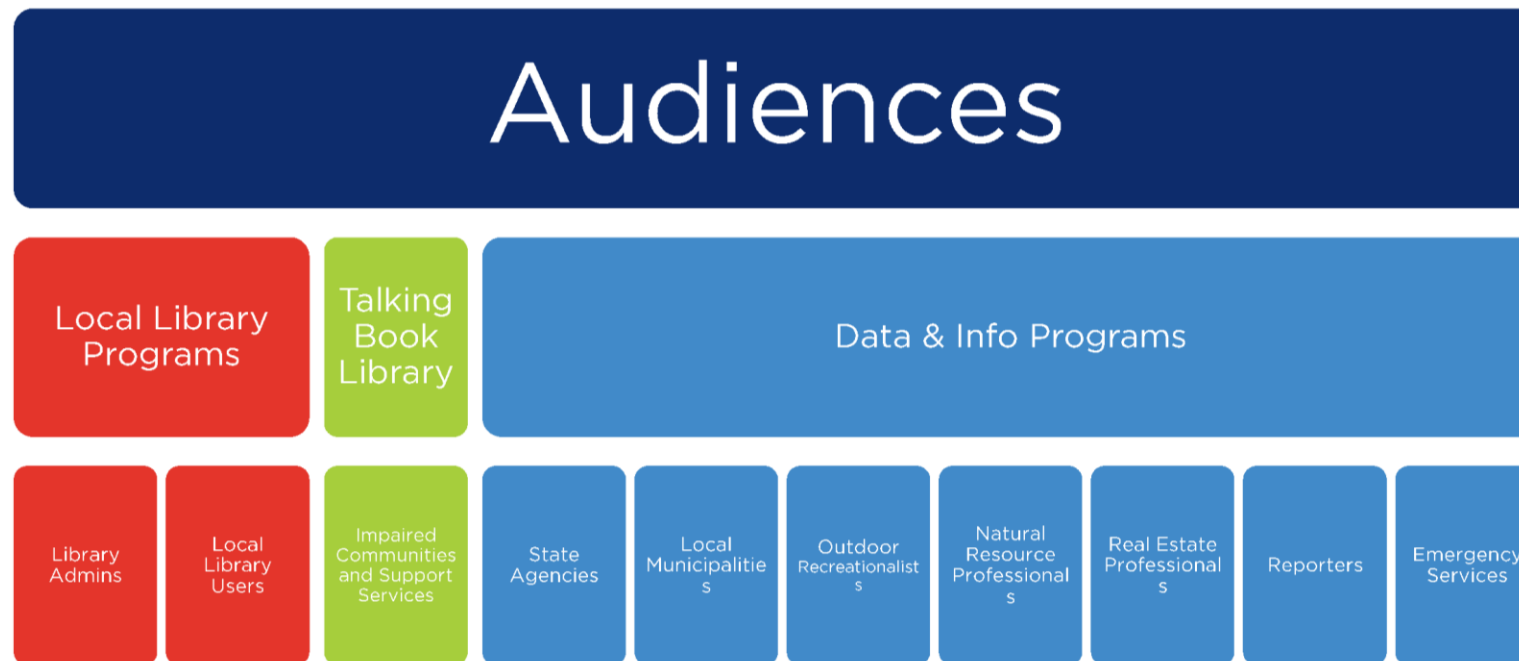 Audiences
Local Library
Programs
Talking
Book
Library
Data & Info Programs
Library
Admins
Local
Library
Users
Impaired
Communities
and Support
Services
State
Agencies
Local
Municipalitie
s
Outdoor
Recreationalist
s
Natural
Resource
Professional
s
Real Estate
Professional
s
Reporters
Emergency
Services